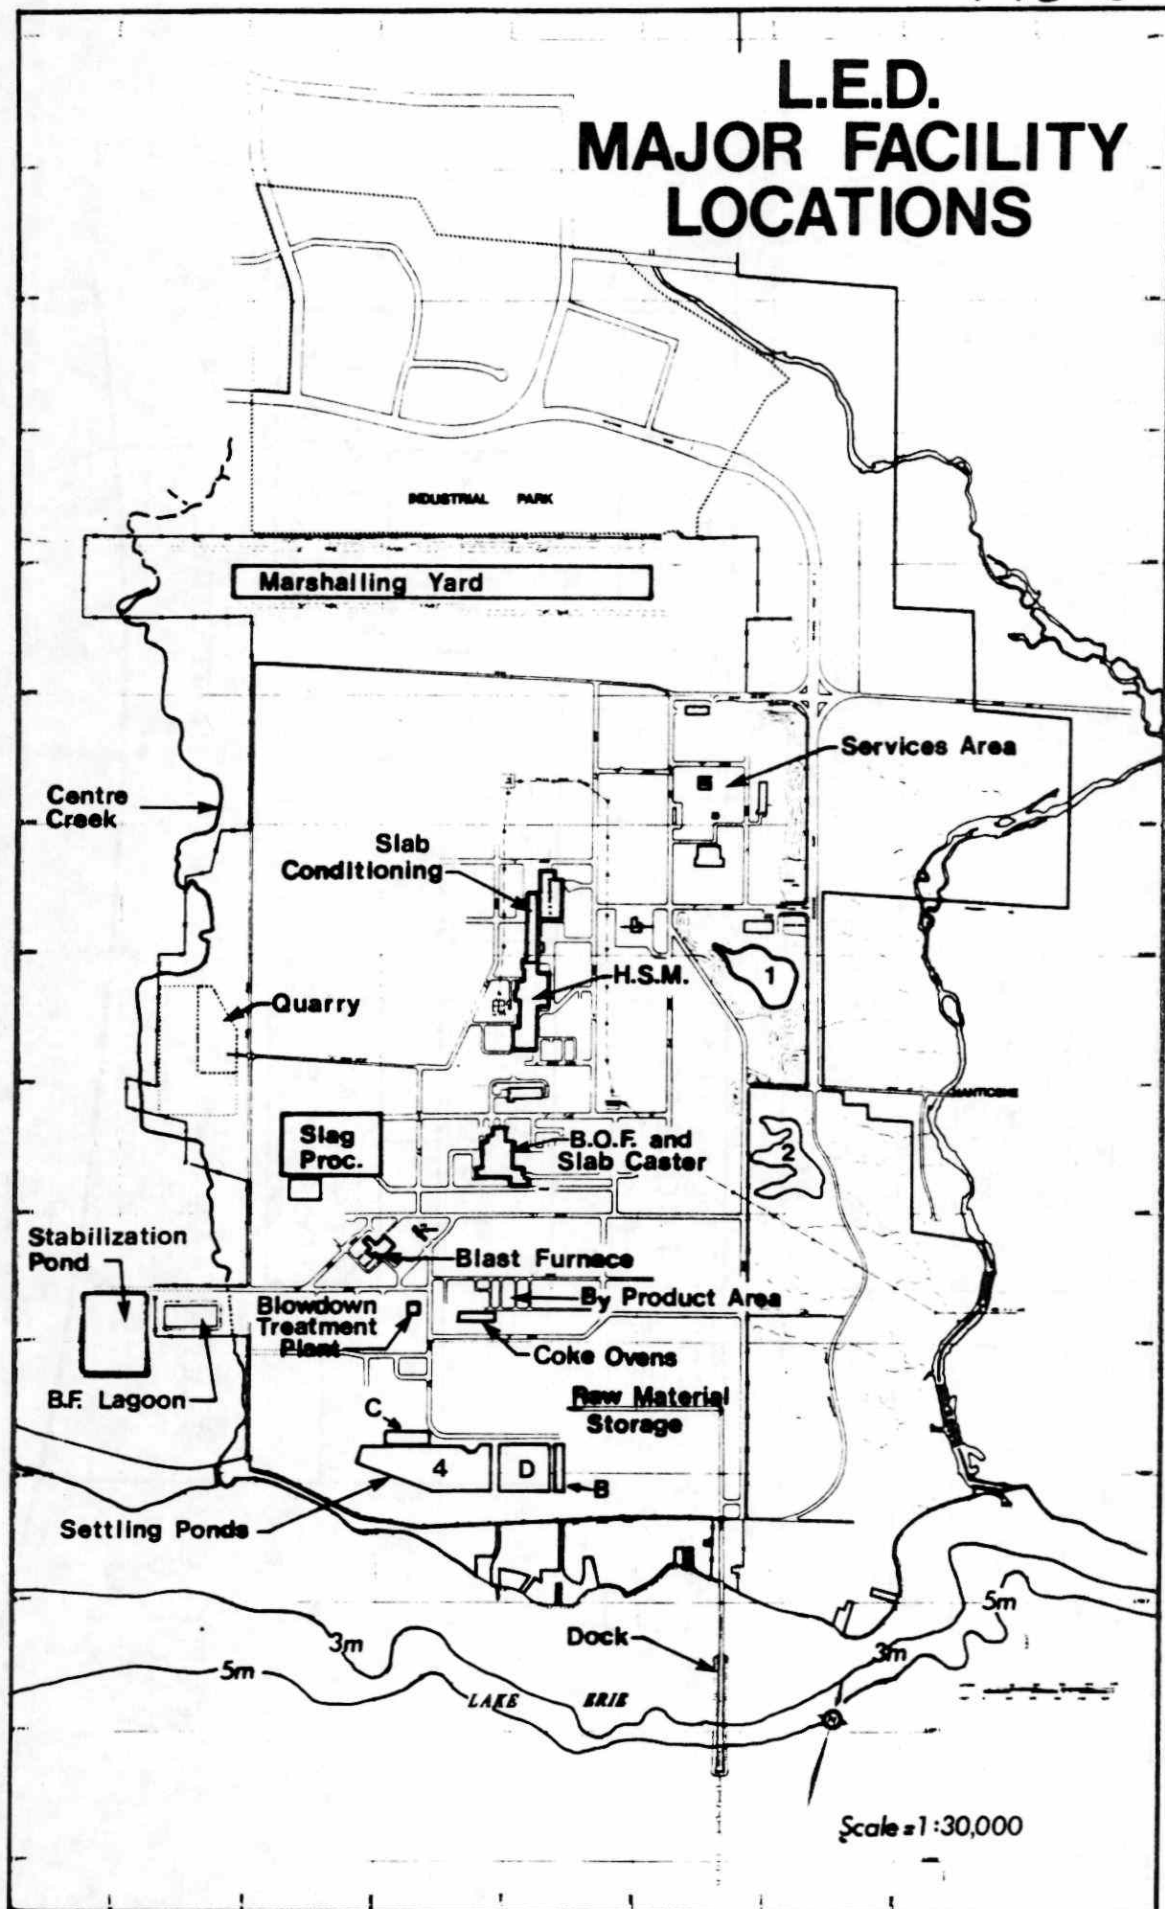 L.E.D.
MAJOR FACILITY
LOCATIONS
INDUSTRIAL PARK
Marshalling Yard
Services Area
Centre
Creek
Slab
Conditioning
H.S.M.
1
Quarry
NANTICOKE
Slag
Proc.
B.O.F. and
Slab Caster
2
Stabilization
Pond
Blast Furnace
By Product Area
Blowdown
Treatment
Plant
Coke Ovens
B.F. Lagoon
Raw Material
Storage
C
4
D
B
Settling Ponds
Dock
3m
5m
3m
5m
LAKE ERIE
Scale = 1:30,000